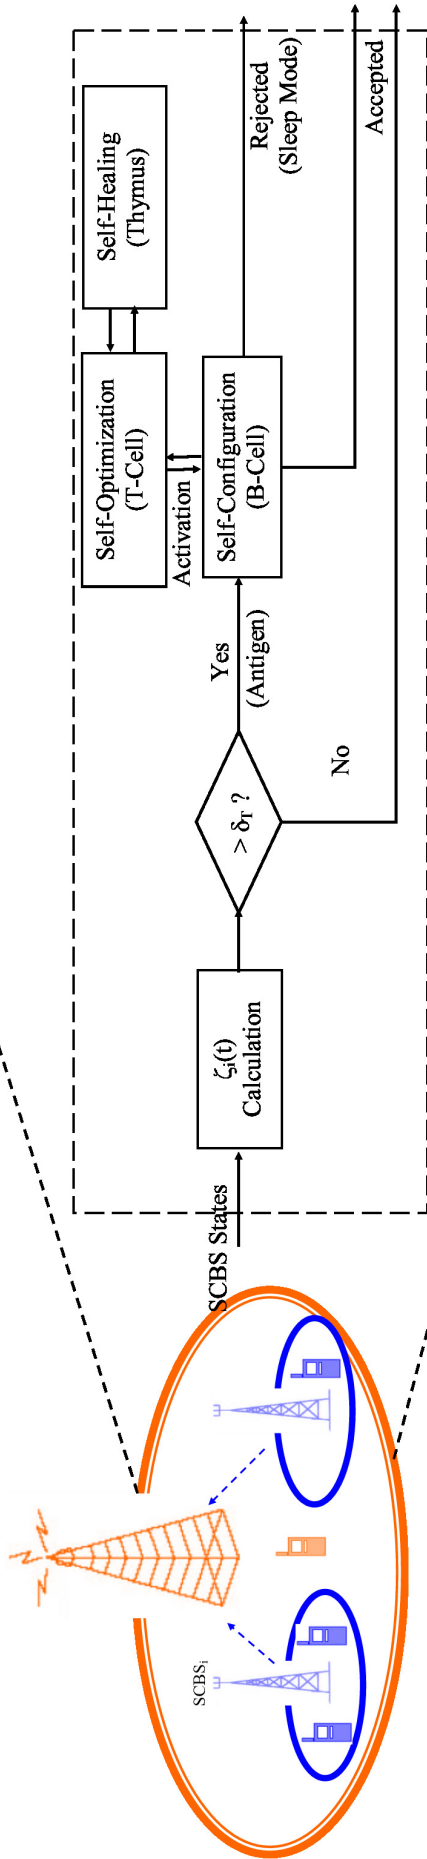 SCBSi
SCBS States
ζi(t)
Calculation
> δT ?
Yes
(Antigen)
No
Self-Optimization
(T-Cell)
Activation
Self-Configuration
(B-Cell)
Self-Healing
(Thymus)
Rejected
(Sleep Mode)
Accepted